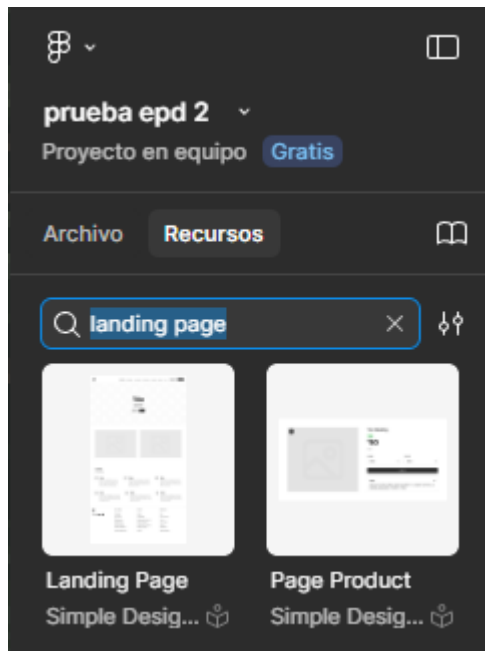 prueba epd 2
Proyecto en equipo Gratis
Archivo Recursos
landing page
Landing Page Page Product
Simple Desig... Simple Desig...